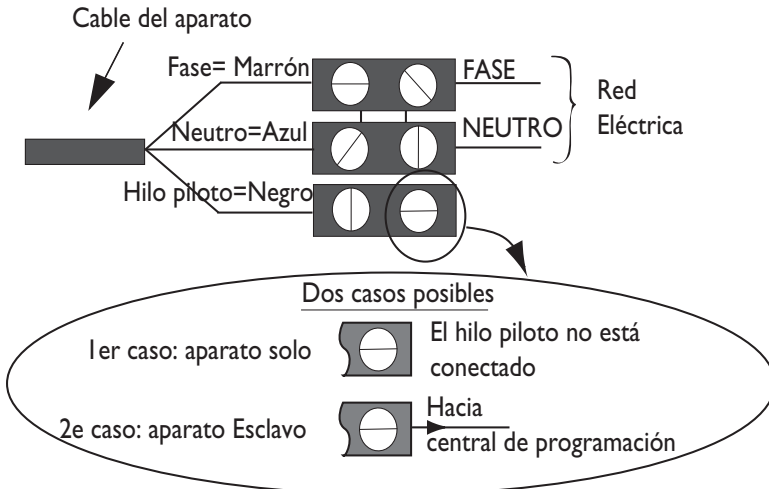 Cable del aparato
Fase= Marrón
FASE
Red
Eléctrica
Neutro=Azul
NEUTRO
Hilo piloto=Negro
Dos casos posibles
1er caso: aparato solo
El hilo piloto no está
conectado
2e caso: aparato Esclavo
Hacia
central de programación